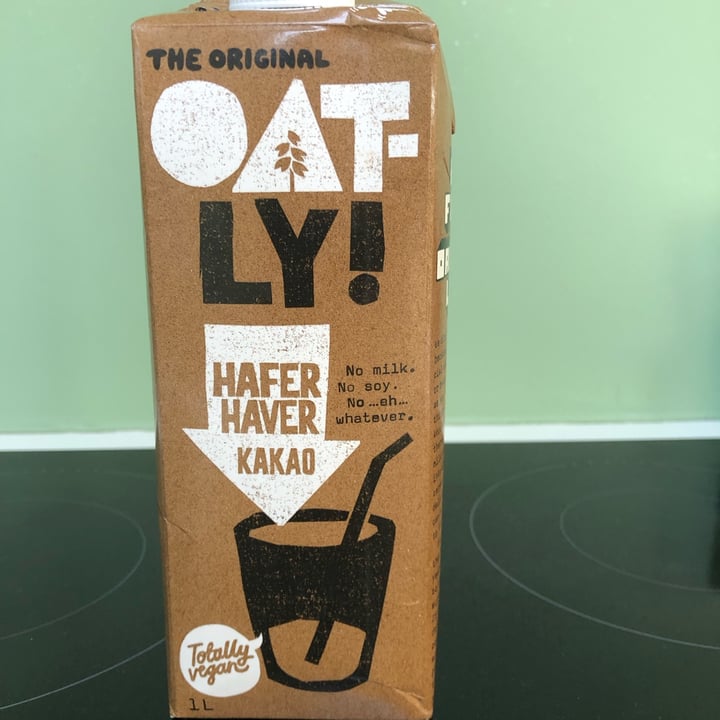 THE ORIGINAL
OAT-
LY!
HAFER
HAVER
KAKAO
No milk.
No soy.
No ...eh...
whatever.
Totally
vegan
1L